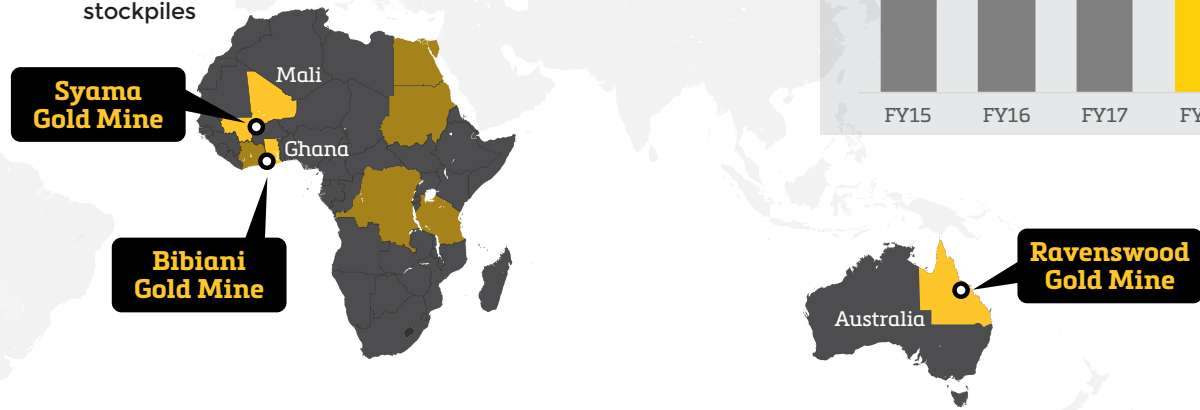 stockpiles
Mali
Syama
Gold Mine
Ghana
Bibiani
Gold Mine
FY15
FY16
FY17
Ravenswood
Gold Mine
Australia